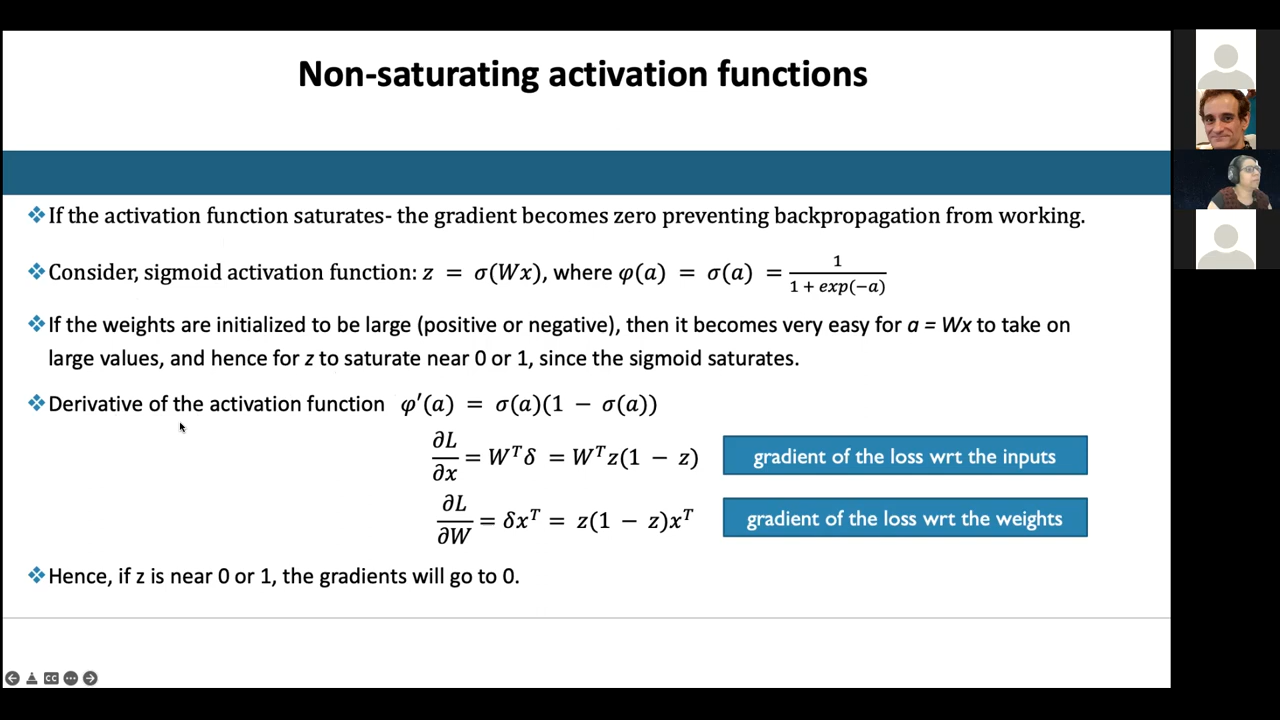 Non-saturating activation functions
❖If the activation function saturates- the gradient becomes zero preventing backpropagation from working.
❖Consider, sigmoid activation function: z = σ(Wx), where φ(a) = σ(a) = 1 / (1 + exp(−a))
❖If the weights are initialized to be large (positive or negative), then it becomes very easy for a = Wx to take on
large values, and hence for z to saturate near 0 or 1, since the sigmoid saturates.
❖Derivative of the activation function φ′(a) = σ(a)(1 − σ(a))
∂L/∂x = Wᵀδ = Wᵀz(1 − z) gradient of the loss wrt the inputs
∂L/∂W = δxᵀ = z(1 − z)xᵀ gradient of the loss wrt the weights
❖Hence, if z is near 0 or 1, the gradients will go to 0.
CC